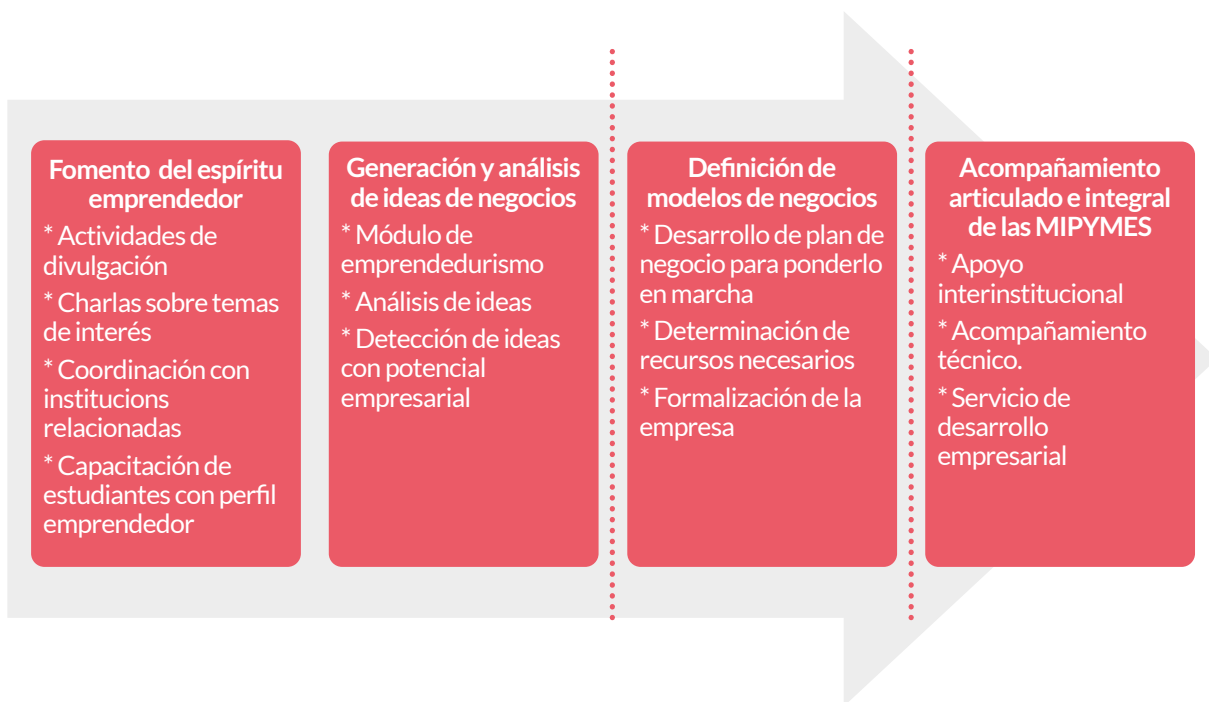 Fomento del espíritu
emprendedor
* Actividades de
divulgación
* Charlas sobre temas
de interés
* Coordinación con
institucions
relacionadas
* Capacitación de
estudiantes con perfil
emprendedor
Generación y análisis
de ideas de negocios
* Módulo de
emprendedurismo
* Análisis de ideas
* Detección de ideas
con potencial
empresarial
Definición de
modelos de negocios
* Desarrollo de plan de
negocio para ponderlo
en marcha
* Determinación de
recursos necesarios
* Formalización de la
empresa
Acompañamiento
articulado e integral
de las MIPYMES
* Apoyo
interinstitucional
* Acompañamiento
técnico.
* Servicio de
desarrollo
empresarial